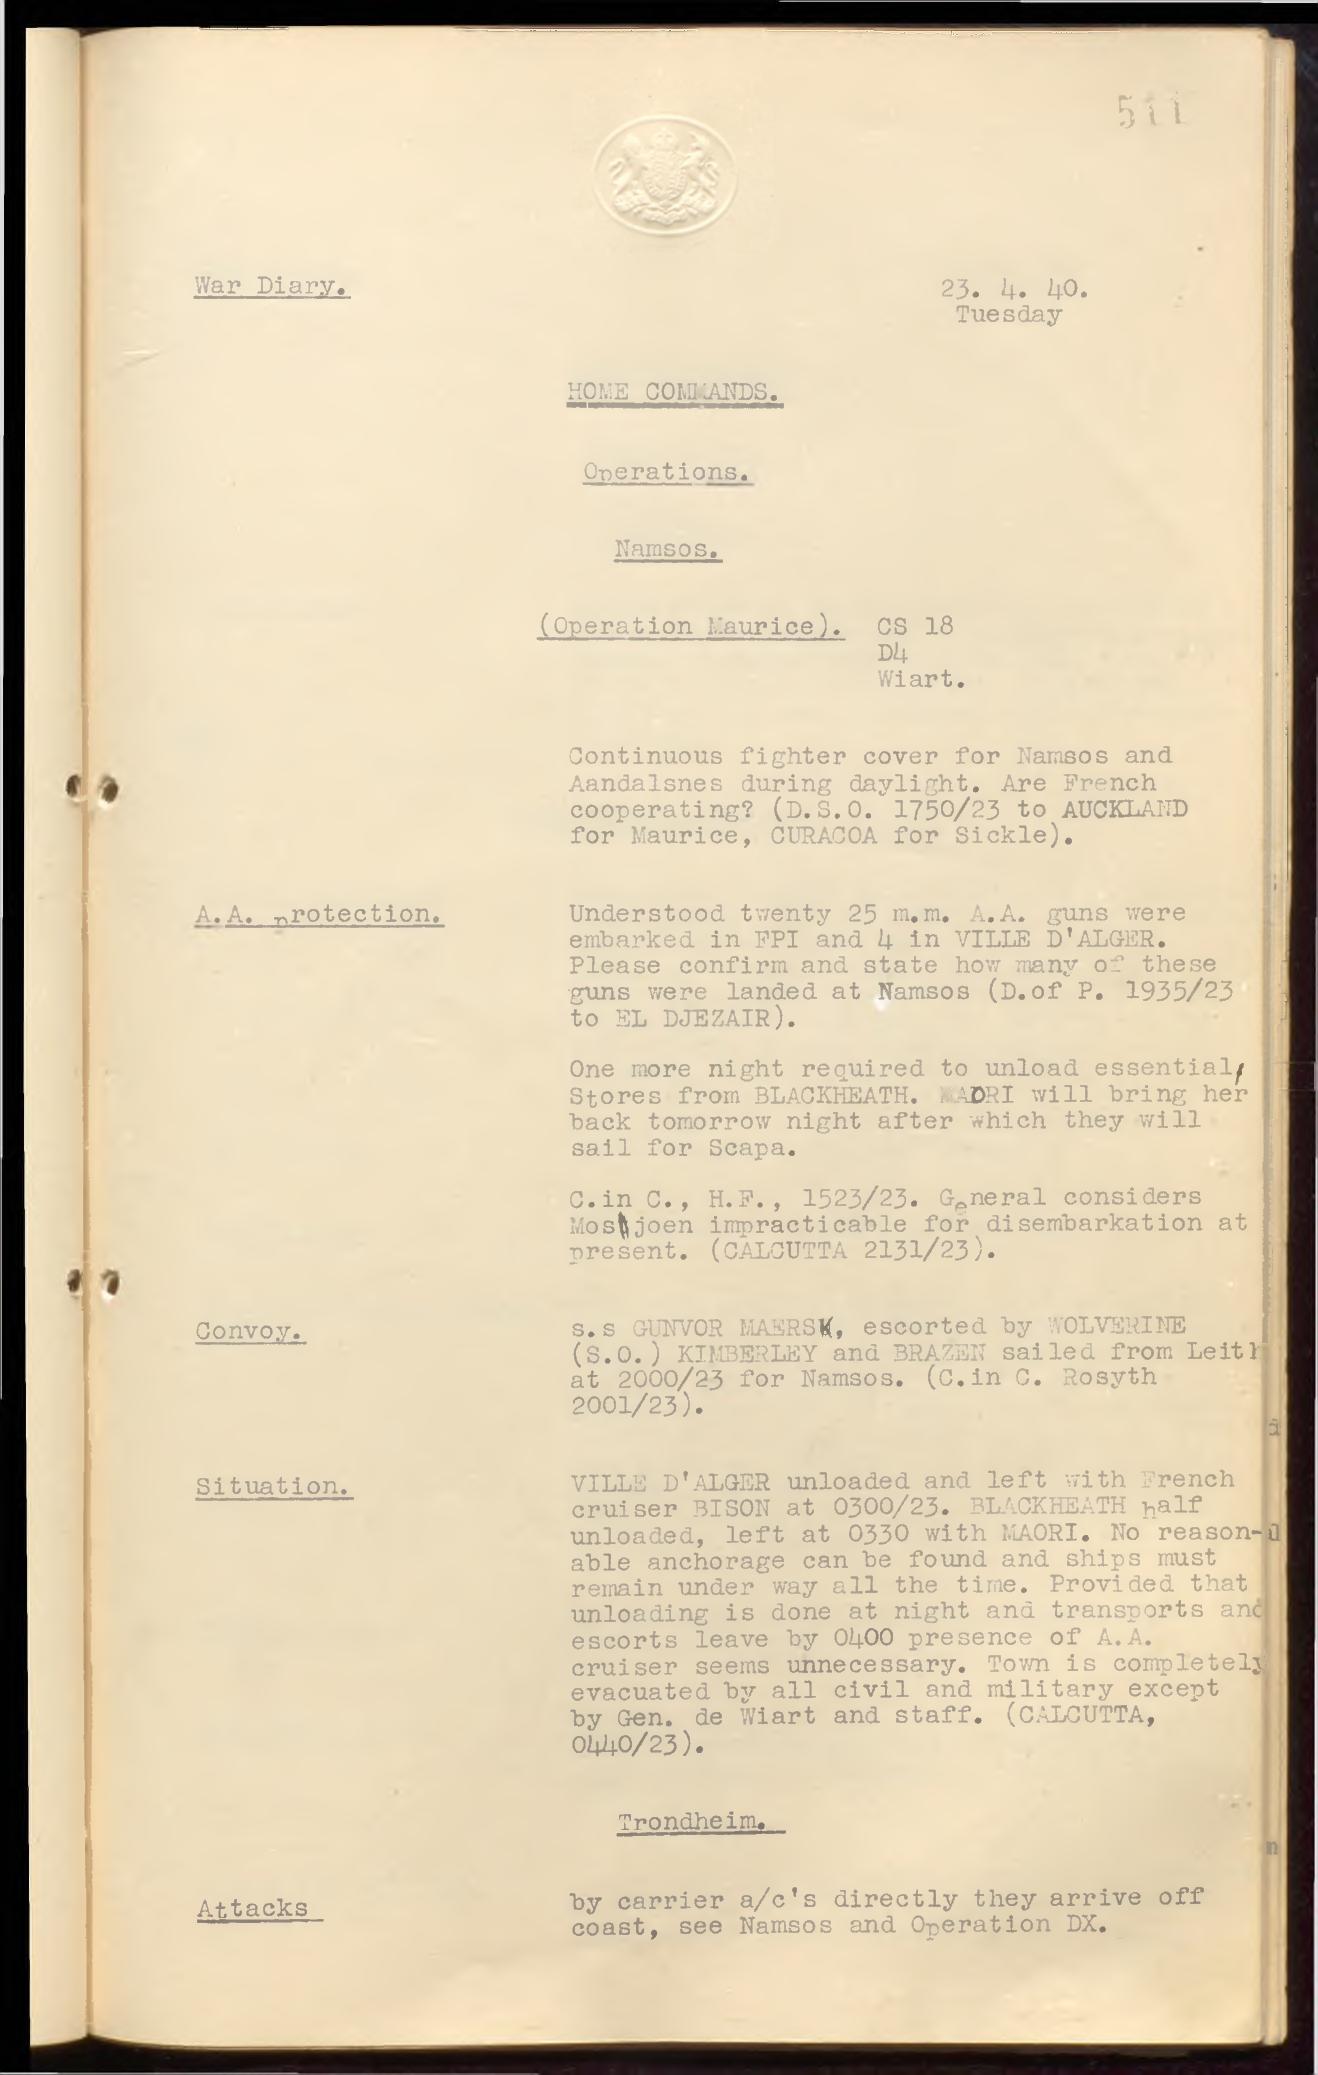 511
War Diary.
23. 4. 40.
Tuesday
HOME COMMANDS.
Operations.
Namsos.
(Operation Maurice). CS 18
D4
Wiart.
Continuous fighter cover for Namsos and
Aandalsnes during daylight. Are French
cooperating? (D.S.O. 1750/23 to AUCKLAND
for Maurice, CURACOA for Sickle).
A.A. protection.
Understood twenty 25 m.m. A.A. guns were
embarked in FPI and 4 in VILLE D'ALGER.
Please confirm and state how many of these
guns were landed at Namsos (D.of P. 1935/23
to EL DJEZAIR).
One more night required to unload essential
Stores from BLACKHEATH. MAORI will bring her
back tomorrow night after which they will
sail for Scapa.
C.in C., H.F., 1523/23. General considers
Mosjoen impracticable for disembarkation at
present. (CALCUTTA 2131/23).
Convoy.
s.s GUNVOR MAERSK, escorted by WOLVERINE
(S.O.) KIMBERLEY and BRAZEN sailed from Leith
at 2000/23 for Namsos. (C.in C. Rosyth
2001/23).
Situation.
VILLE D'ALGER unloaded and left with French
cruiser BISON at 0300/23. BLACKHEATH half
unloaded, left at 0330 with MAORI. No reason-
able anchorage can be found and ships must
remain under way all the time. Provided that
unloading is done at night and transports and
escorts leave by 0400 presence of A.A.
cruiser seems unnecessary. Town is completely
evacuated by all civil and military except
by Gen. de Wiart and staff. (CALCUTTA,
0440/23).
Trondheim.
Attacks
by carrier a/c's directly they arrive off
coast, see Namsos and Operation DX.